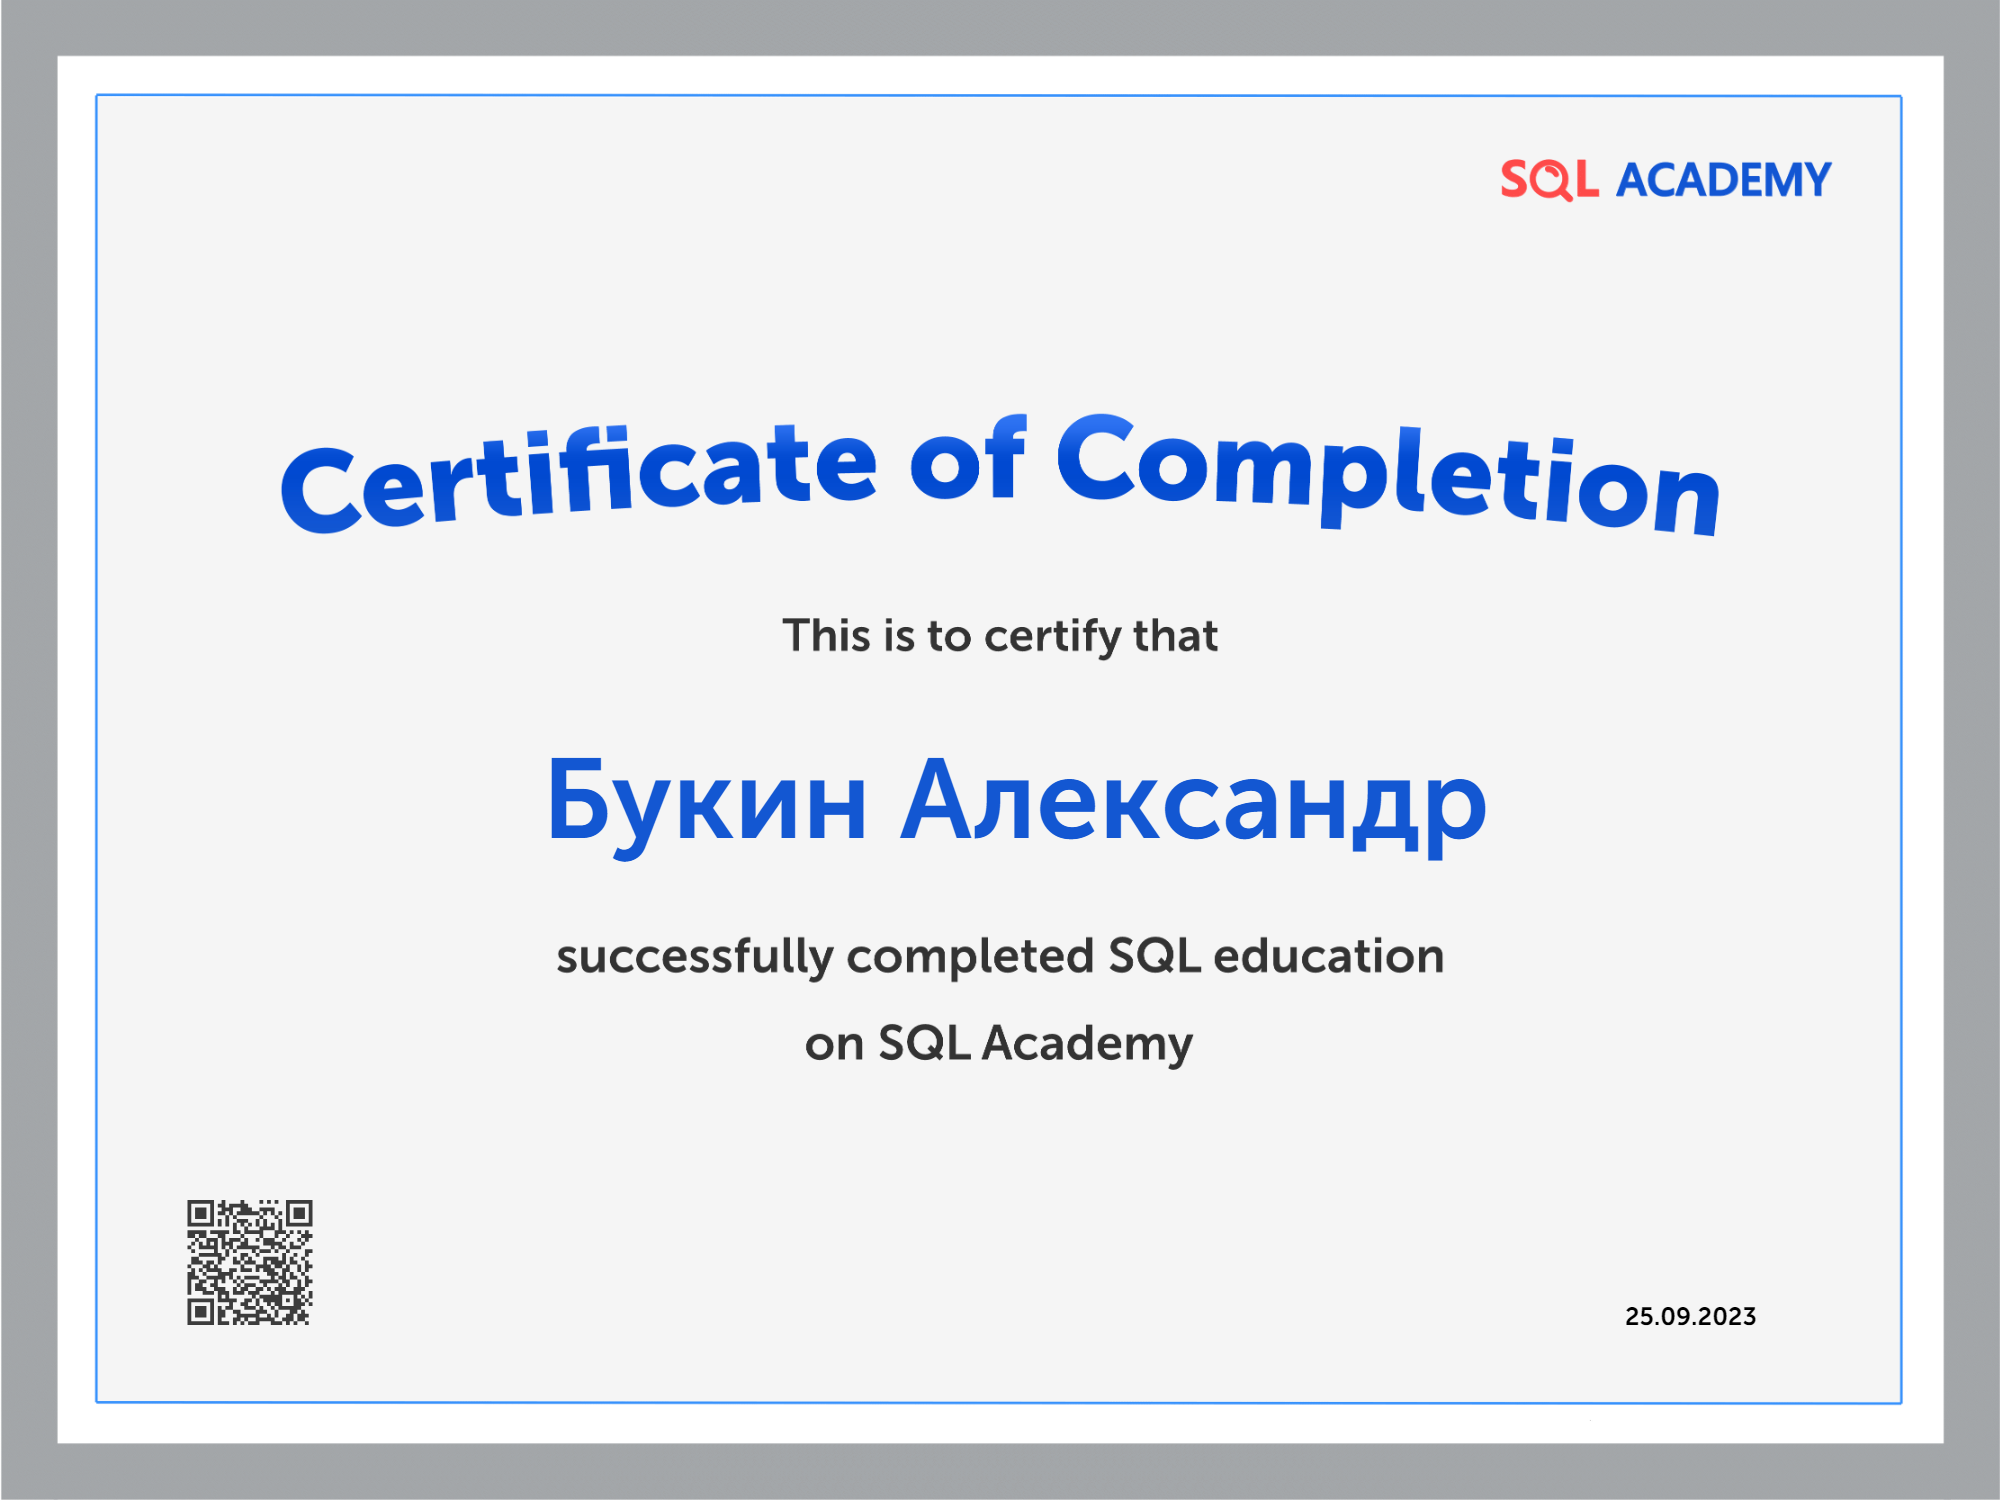 SQL ACADEMY
Certificate of Completion
This is to certify that
Букин Александр
successfully completed SQL education
on SQL Academy
25.09.2023